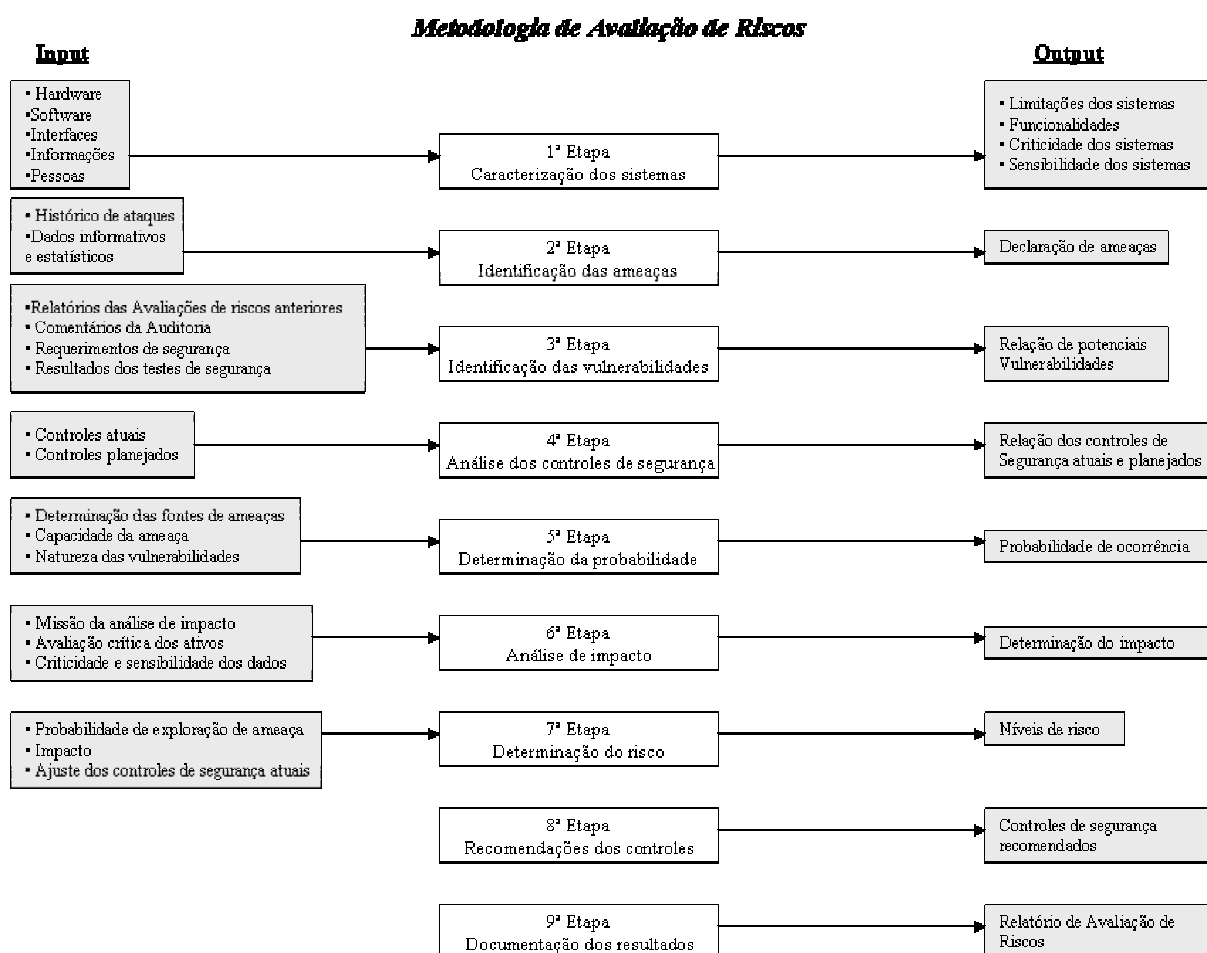 Metodologia de Avaliação de Riscos
Input
Output
• Hardware
•Software
•Interfaces
•Informações
•Pessoas
1ª Etapa
Caracterização dos sistemas
• Limitações dos sistemas
• Funcionalidades
• Criticidade dos sistemas
• Sensibilidade dos sistemas
• Histórico de ataques
•Dados informativos
e estatísticos
2ª Etapa
Identificação das ameaças
Declaração de ameaças
•Relatórios das Avaliações de riscos anteriores
• Comentários da Auditoria
• Requerimentos de segurança
• Resultados dos testes de segurança
3ª Etapa
Identificação das vulnerabilidades
Relação de potenciais
Vulnerabilidades
• Controles atuais
• Controles planejados
4ª Etapa
Análise dos controles de segurança
Relação dos controles de
Segurança atuais e planejados
• Determinação das fontes de ameaças
• Capacidade da ameaça
• Natureza das vulnerabilidades
5ª Etapa
Determinação da probabilidade
Probabilidade de ocorrência
• Missão da análise de impacto
• Avaliação crítica dos ativos
• Criticidade e sensibilidade dos dados
6ª Etapa
Análise de impacto
Determinação do impacto
• Probabilidade de exploração de ameaça
• Impacto
• Ajuste dos controles de segurança atuais
7ª Etapa
Determinação do risco
Níveis de risco
8ª Etapa
Recomendações dos controles
Controles de segurança
recomendados
9ª Etapa
Documentação dos resultados
Relatório de Avaliação de
Riscos